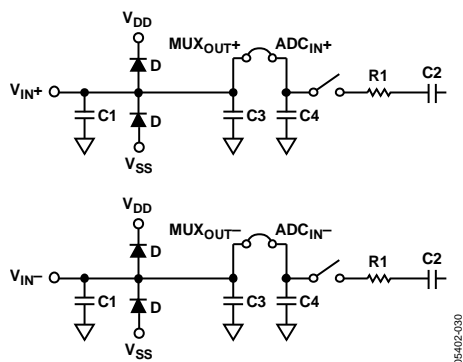 VDD
MUXOUT+ ADCIN+
D
R1 C2
VIN+
C1 D C3 C4
VSS
VDD
MUXOUT– ADCIN–
D
R1 C2
VIN–
C1 D C3 C4
VSS
05402-030